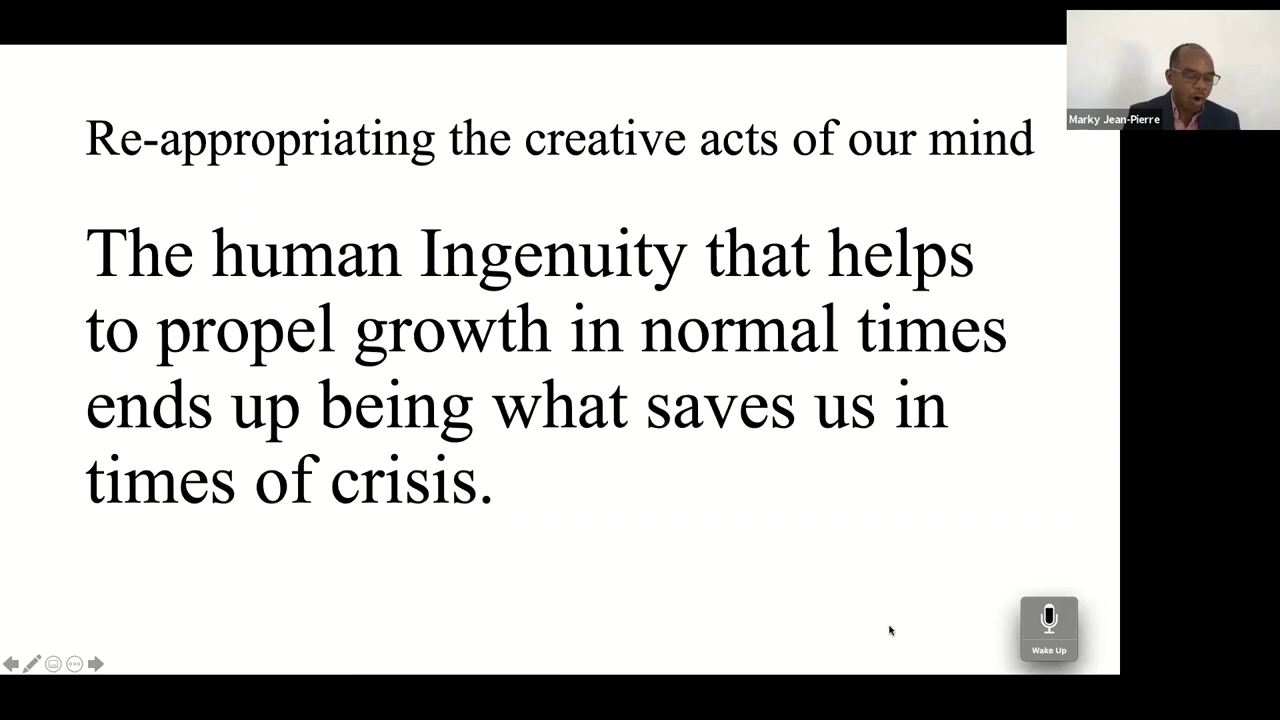 Re-appropriating the creative acts of our mind
The human Ingenuity that helps
to propel growth in normal times
ends up being what saves us in
times of crisis.
Marky Jean-Pierre
Wake Up